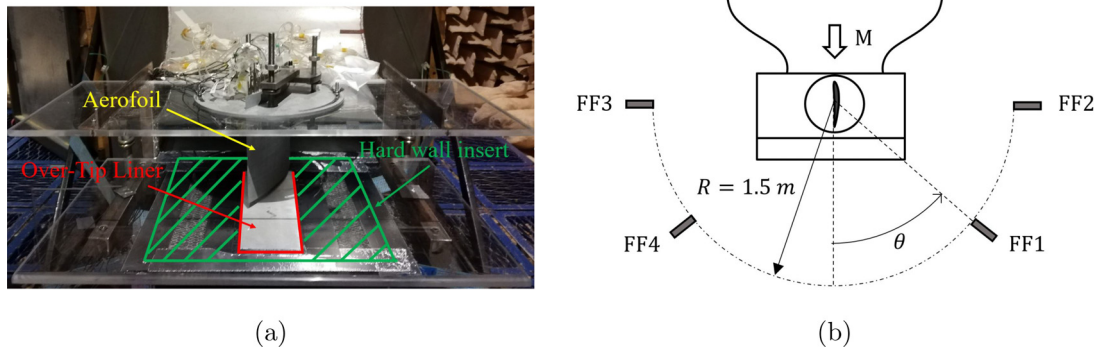 Aerofoil
Hard wall insert
Over-Tip Liner
(a)
M
FF3
FF2
R = 1.5 m
FF4
θ
FF1
(b)